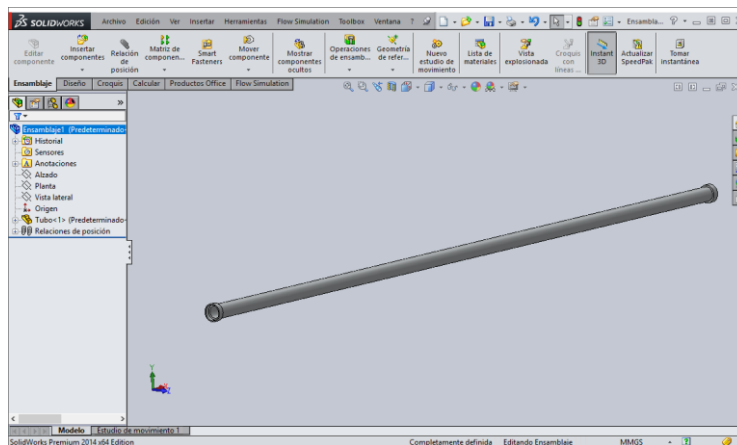 SOLIDWORKS Archivo Edición Ver Insertar Herramientas Flow Simulation Toolbox Ventana ? Ensambla... ?
Editar componente
Insertar componentes
Relación de posición
Matriz de componen...
Smart Fasteners
Mover componente
Mostrar componentes ocultos
Operaciones de ensamb...
Geometría de refer...
Nuevo estudio de movimiento
Lista de materiales
Vista explosionada
Croquis con líneas ...
Instant 3D
Actualizar SpeedPak
Tomar instantánea
Ensamblaje Diseño Croquis Calcular Productos Office Flow Simulation
»
Ensamblaje1 (Predeterminado
Historial
Sensores
A Anotaciones
Alzado
Planta
Vista lateral
Origen
Tubo<1> (Predeterminado
Relaciones de posición
Y
X
Z
Modelo Estudio de movimiento 1
SolidWorks Premium 2014 x64 Edition Completamente definida Editando Ensamblaje MMGS